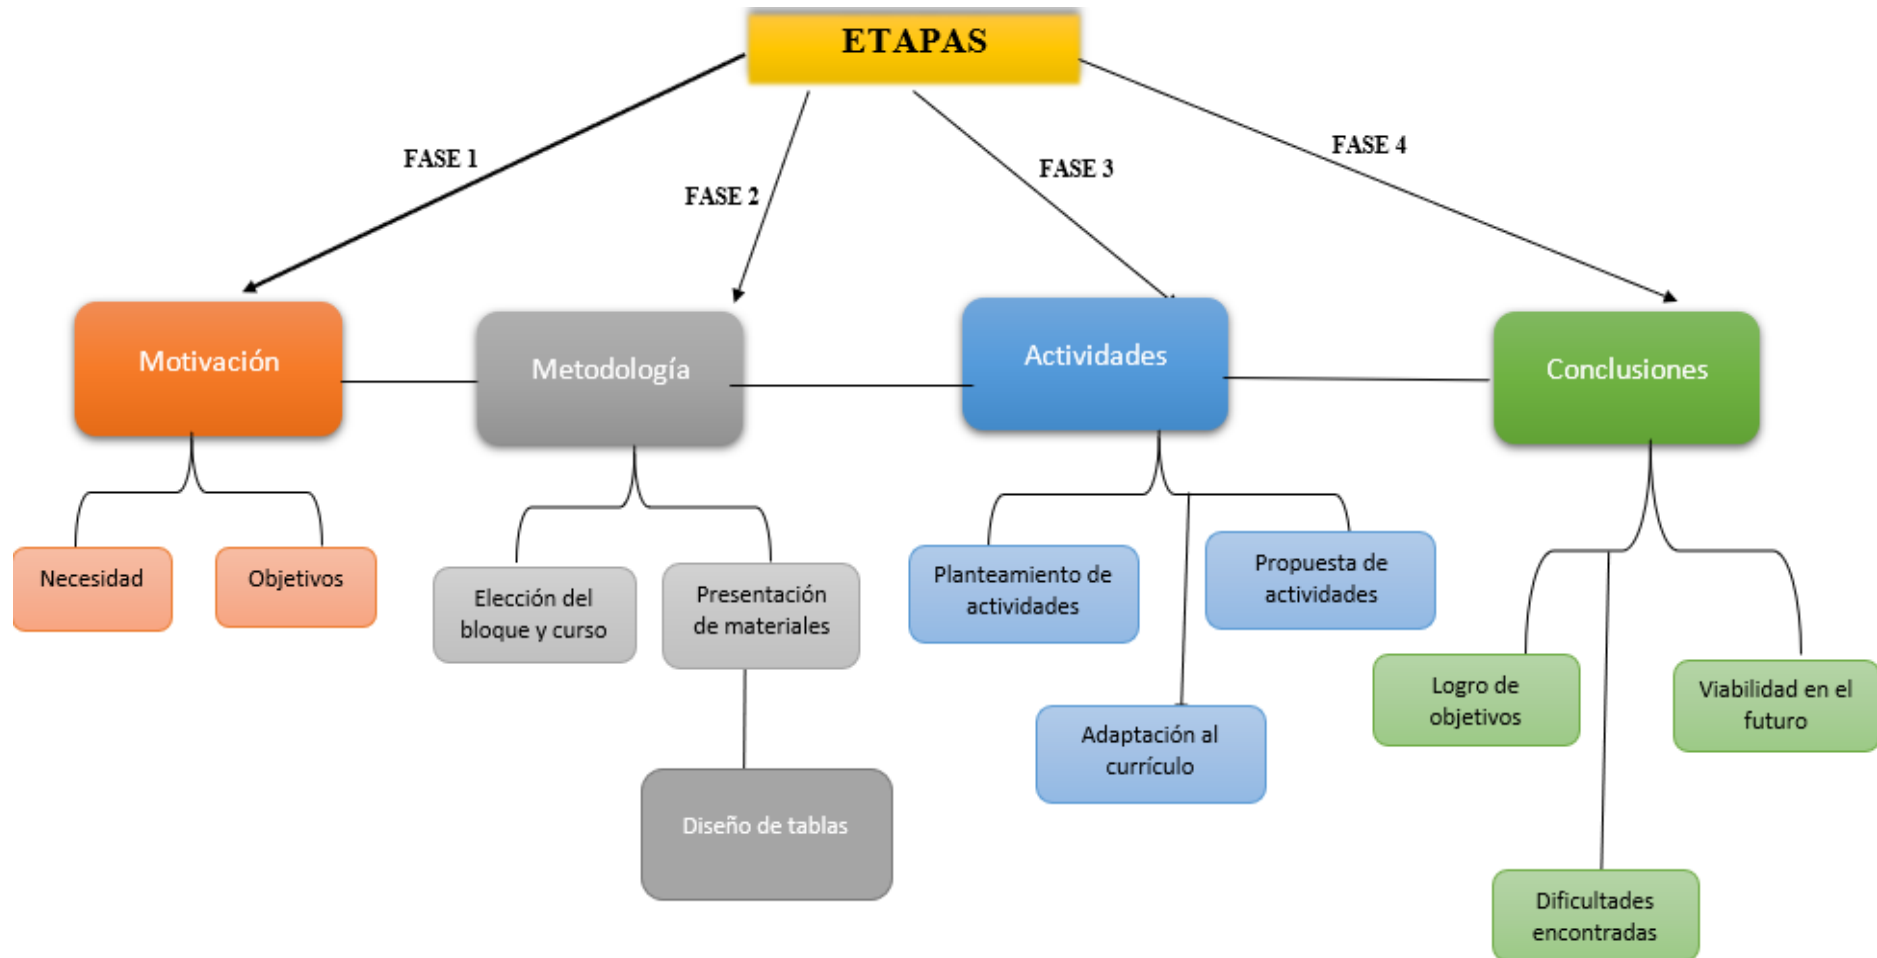 ETAPAS
FASE 1
FASE 2
FASE 3
FASE 4
Motivación
Metodología
Actividades
Conclusiones
Necesidad
Objetivos
Elección del
bloque y curso
Presentación
de materiales
Diseño de tablas
Planteamiento de
actividades
Propuesta de
actividades
Adaptación al
currículo
Logro de
objetivos
Viabilidad en el
futuro
Dificultades
encontradas